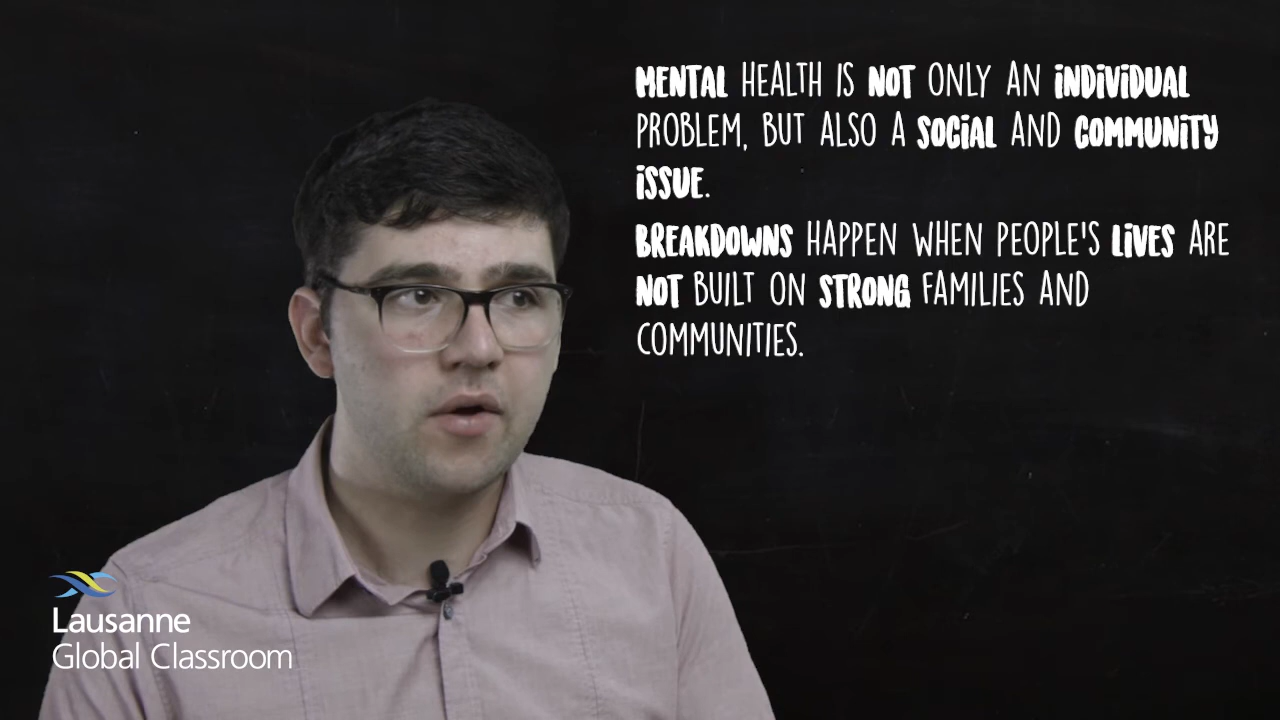 MENTAL HEALTH IS NOT ONLY AN INDIVIDUAL
PROBLEM, BUT ALSO A SOCIAL AND COMMUNITY
ISSUE.
BREAKDOWNS HAPPEN WHEN PEOPLE'S LIVES ARE
NOT BUILT ON STRONG FAMILIES AND
COMMUNITIES.
Lausanne
Global Classroom